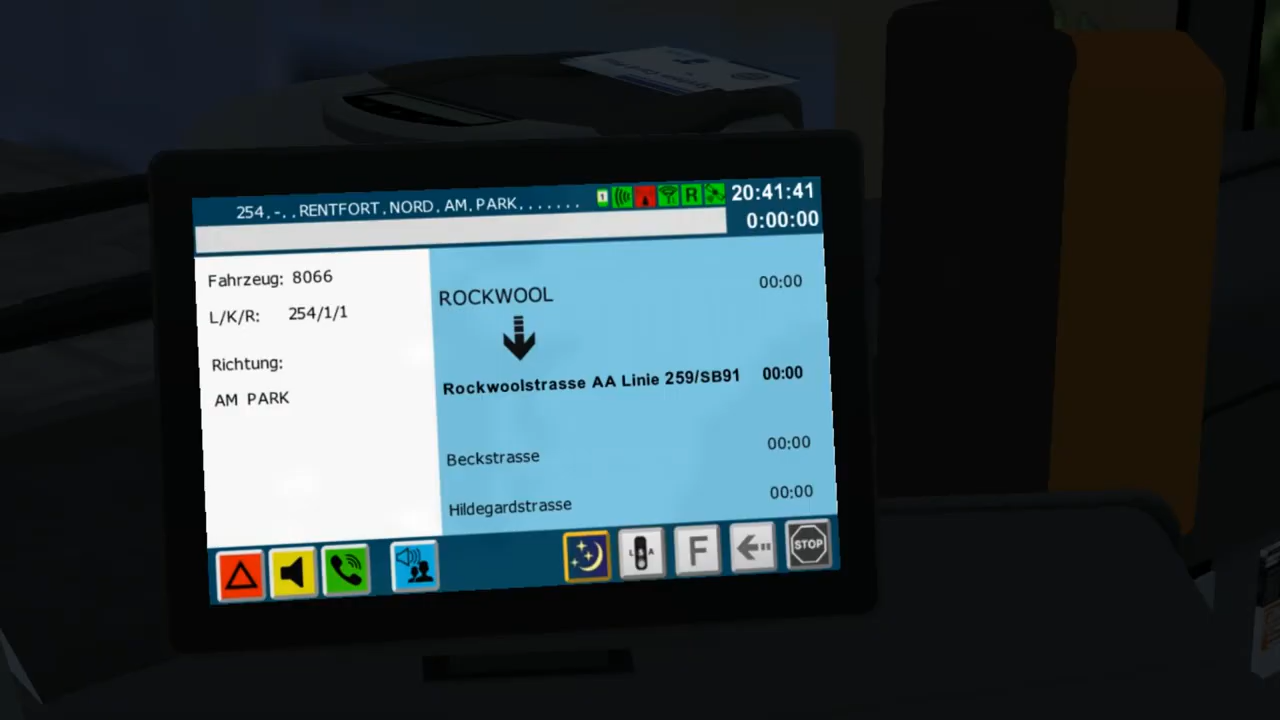 254.-..RENTFORT.NORD.AM.PARK.......
1
R
20:41:41
0:00:00
Fahrzeug: 8066
L/K/R: 254/1/1
Richtung:
AM PARK
ROCKWOOL 00:00
Rockwoolstrasse AA Linie 259/SB91 00:00
Beckstrasse 00:00
Hildegardstrasse 00:00
L A
F
STOP